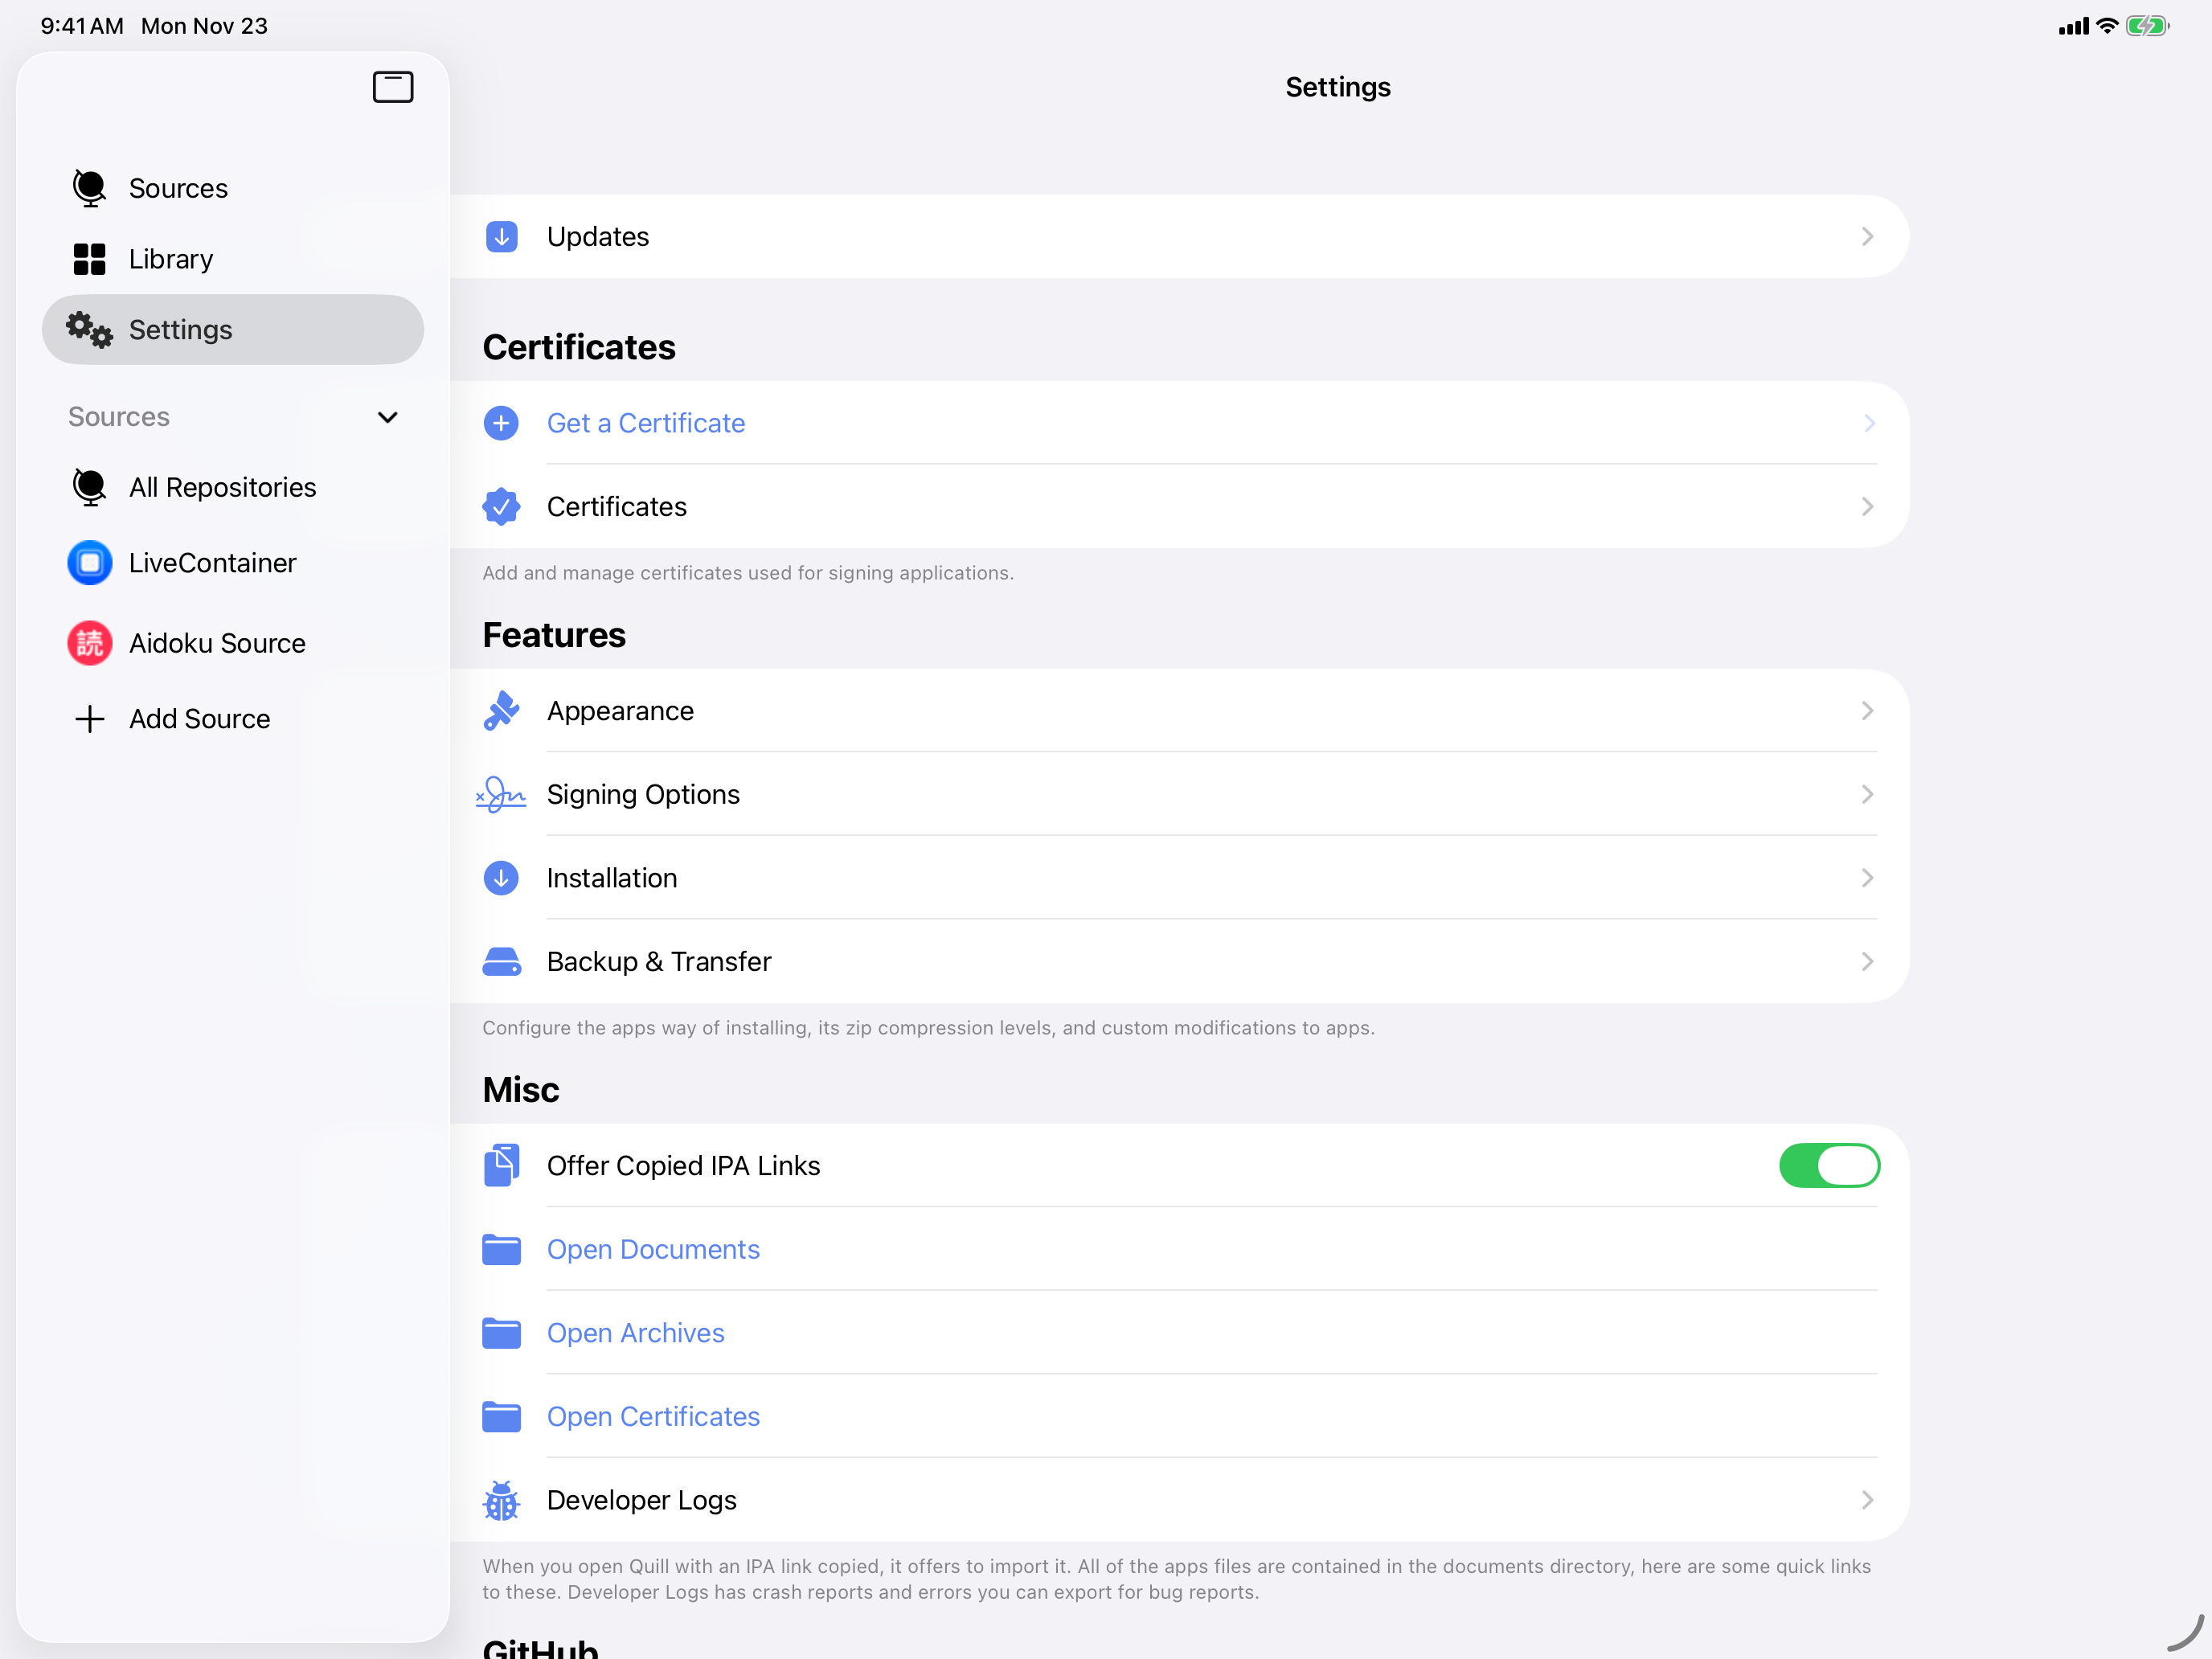 9:41 AM Mon Nov 23
Settings
Sources
Library
Settings
Sources
All Repositories
LiveContainer
読
Aidoku Source
Add Source
Updates
Certificates
Get a Certificate
Certificates
Add and manage certificates used for signing applications.
Features
Appearance
Signing Options
Installation
Backup & Transfer
Configure the apps way of installing, its zip compression levels, and custom modifications to apps.
Misc
Offer Copied IPA Links
Open Documents
Open Archives
Open Certificates
Developer Logs
When you open Quill with an IPA link copied, it offers to import it. All of the apps files are contained in the documents directory, here are some quick links
to these. Developer Logs has crash reports and errors you can export for bug reports.
GitHub